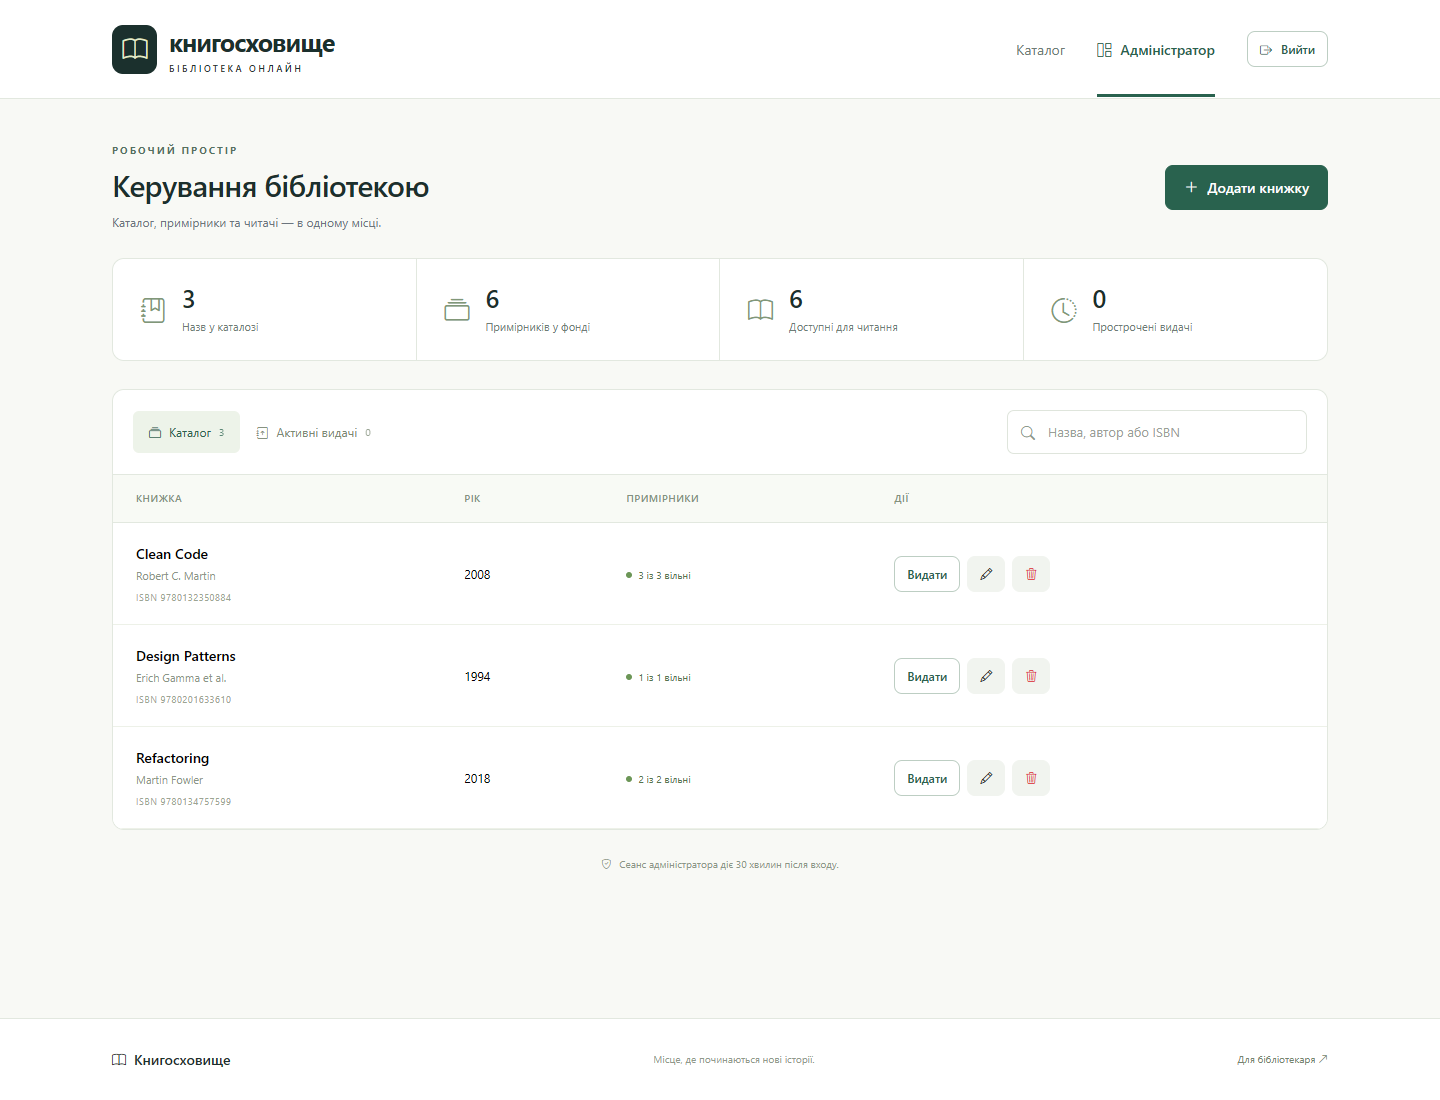 книгосховище
БІБЛІОТЕКА ОНЛАЙН
Каталог
Адміністратор
Вийти
РОБОЧИЙ ПРОСТІР
Керування бібліотекою
Каталог, примірники та читачі — в одному місці.
Додати книжку
3
Назв у каталозі
6
Примірників у фонді
6
Доступні для читання
0
Прострочені видачі
Каталог 3
Активні видачі 0
Назва, автор або ISBN
КНИЖКА РІК ПРИМІРНИКИ ДІЇ
Clean Code
Robert C. Martin
ISBN 9780132350884
2008
3 із 3 вільні
Видати
Design Patterns
Erich Gamma et al.
ISBN 9780201633610
1994
1 із 1 вільні
Видати
Refactoring
Martin Fowler
ISBN 9780134757599
2018
2 із 2 вільні
Видати
Сеанс адміністратора діє 30 хвилин після входу.
Книгосховище
Місце, де починаються нові історії.
Для бібліотекаря